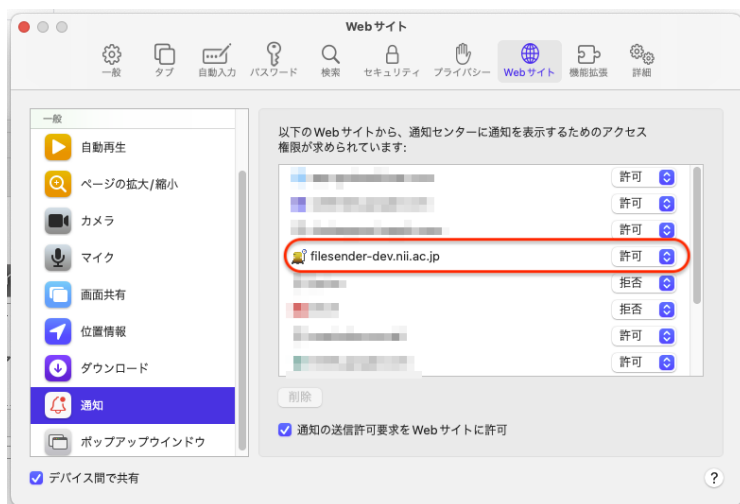 Webサイト
一般
タブ
自動入力
パスワード
検索
セキュリティ
プライバシー
Webサイト
機能拡張
詳細
一般
自動再生
ページの拡大/縮小
カメラ
マイク
画面共有
位置情報
ダウンロード
通知
ポップアップウインドウ
以下のWebサイトから、通知センターに通知を表示するためのアクセス
権限が求められています:
許可
許可
許可
filesender-dev.nii.ac.jp 許可
拒否
拒否
許可
許可
削除
通知の送信許可要求をWebサイトに許可
デバイス間で共有
?